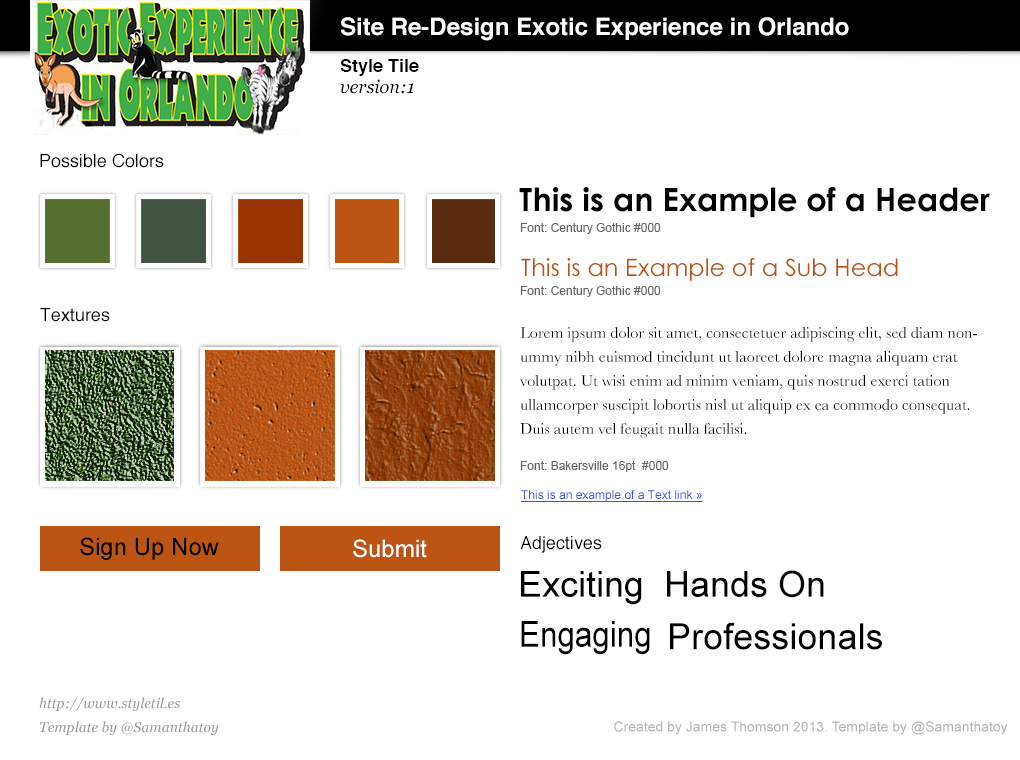 Exotic Experience
in Orlando
Site Re-Design Exotic Experience in Orlando
Style Tile
version:1
Possible Colors
Textures
Sign Up Now
Submit
This is an Example of a Header
Font: Century Gothic #000
This is an Example of a Sub Head
Font: Century Gothic #000
Lorem ipsum dolor sit amet, consectetuer adipiscing elit, sed diam non-
ummy nibh euismod tincidunt ut laoreet dolore magna aliquam erat
volutpat. Ut wisi enim ad minim veniam, quis nostrud exerci tation
ullamcorper suscipit lobortis nisl ut aliquip ex ea commodo consequat.
Duis autem vel feugait nulla facilisi.
Font: Bakersville 16pt  #000
This is an example of a Text link »
Adjectives
Exciting Hands On
Engaging Professionals
http://www.styletil.es
Template by @Samanthatoy
Created by James Thomson 2013. Template by @Samanthatoy